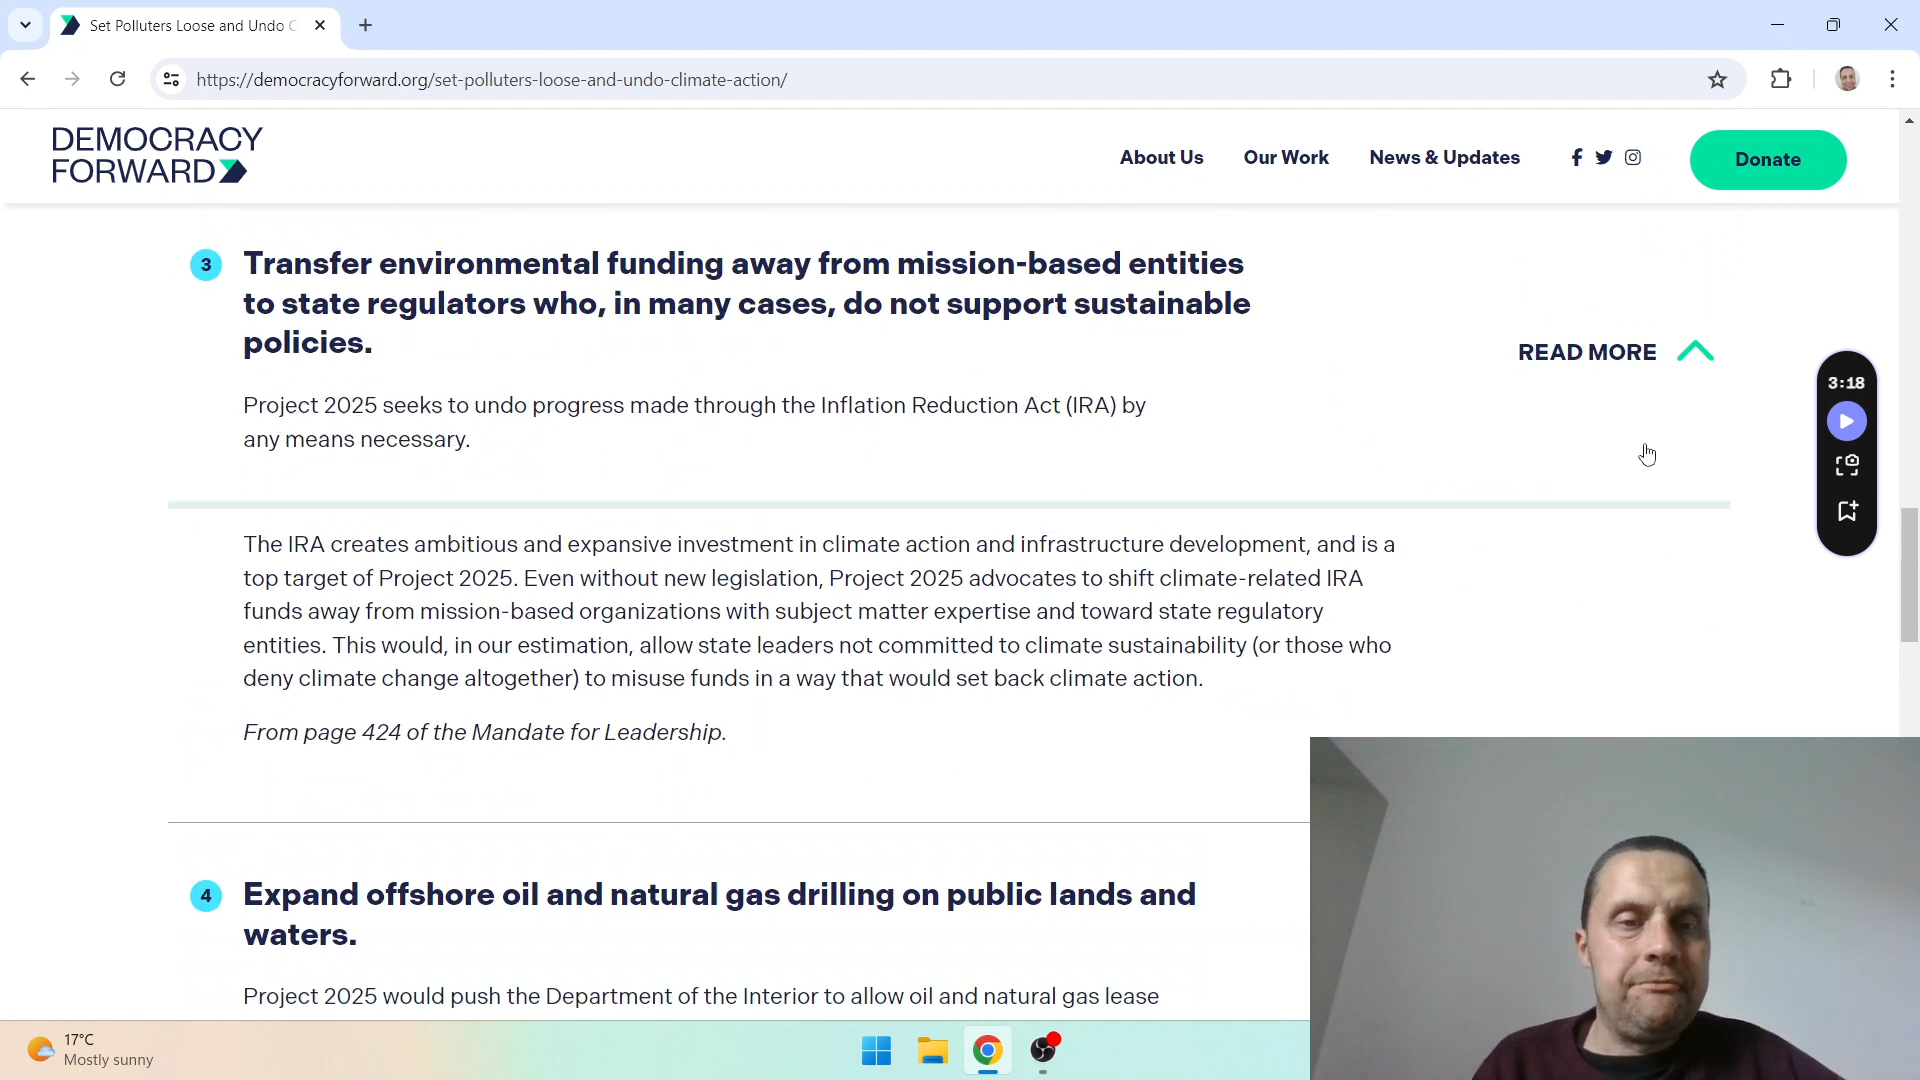 Set Polluters Loose and Undo C
https://democracyforward.org/set-polluters-loose-and-undo-climate-action/
DEMOCRACY
FORWARD
About Us
Our Work
News & Updates
Donate
3
Transfer environmental funding away from mission-based entities
to state regulators who, in many cases, do not support sustainable
policies.
READ MORE
3:18
Project 2025 seeks to undo progress made through the Inflation Reduction Act (IRA) by
any means necessary.
The IRA creates ambitious and expansive investment in climate action and infrastructure development, and is a
top target of Project 2025. Even without new legislation, Project 2025 advocates to shift climate-related IRA
funds away from mission-based organizations with subject matter expertise and toward state regulatory
entities. This would, in our estimation, allow state leaders not committed to climate sustainability (or those who
deny climate change altogether) to misuse funds in a way that would set back climate action.
From page 424 of the Mandate for Leadership.
4
Expand offshore oil and natural gas drilling on public lands and
waters.
Project 2025 would push the Department of the Interior to allow oil and natural gas lease
17°C
Mostly sunny